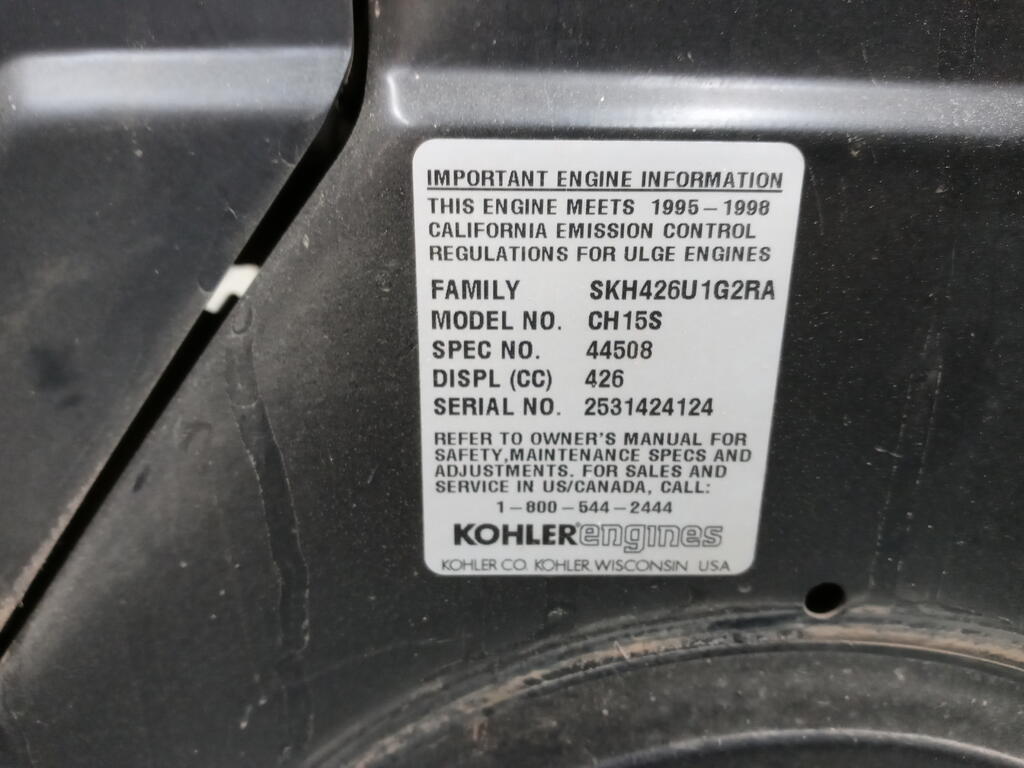 IMPORTANT ENGINE INFORMATION
THIS ENGINE MEETS 1995–1998
CALIFORNIA EMISSION CONTROL
REGULATIONS FOR ULGE ENGINES
FAMILY SKH426U1G2RA
MODEL NO. CH15S
SPEC NO. 44508
DISPL (CC) 426
SERIAL NO. 2531424124
REFER TO OWNER'S MANUAL FOR
SAFETY,MAINTENANCE SPECS AND
ADJUSTMENTS. FOR SALES AND
SERVICE IN US/CANADA, CALL:
1–800–544–2444
KOHLER engines
KOHLER CO. KOHLER, WISCONSIN USA